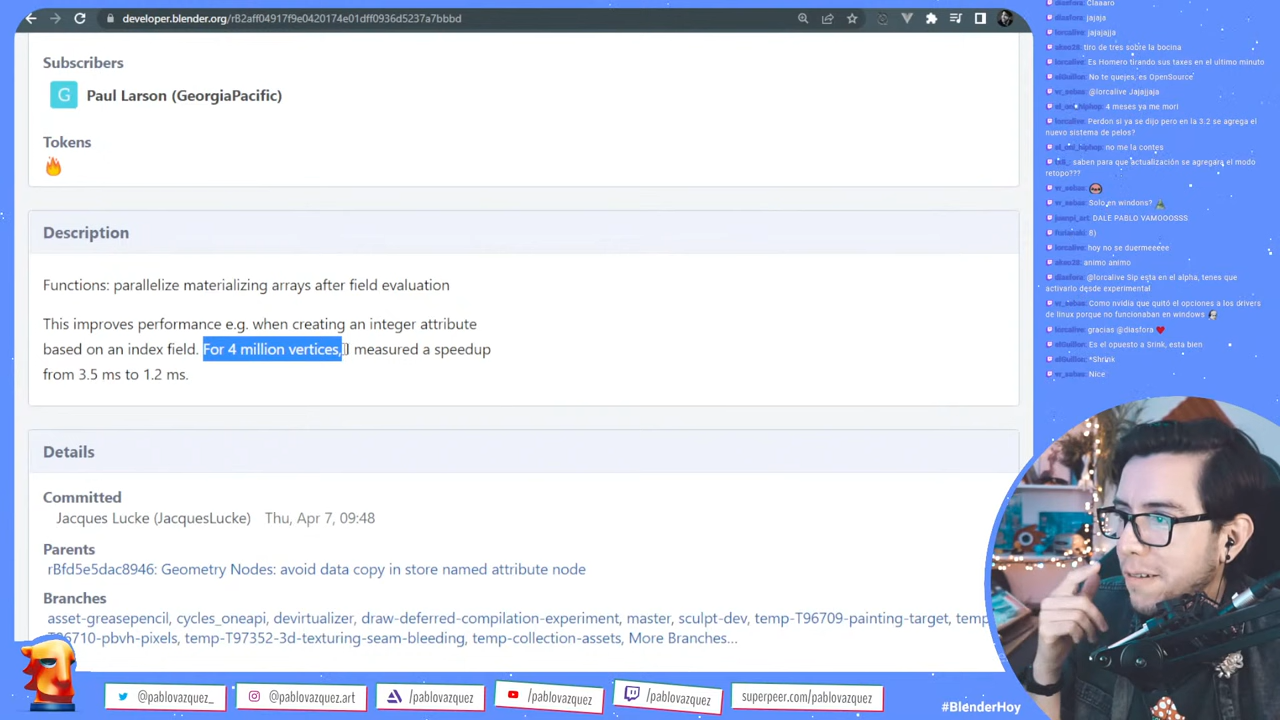 developer.blender.org/rB2aff04917f9e0420174e01dff0936d5237a7bbbd
Subscribers
G Paul Larson (GeorgiaPacific)
Tokens
Description
Functions: parallelize materializing arrays after field evaluation
This improves performance e.g. when creating an integer attribute
based on an index field. For 4 million vertices, I measured a speedup
from 3.5 ms to 1.2 ms.
Details
Committed
Jacques Lucke (JacquesLucke) Thu, Apr 7, 09:48
Parents
rBfd5e5dac8946: Geometry Nodes: avoid data copy in store named attribute node
Branches
asset-greasepencil, cycles_oneapi, devirtualizer, draw-deferred-compilation-experiment, master, sculpt-dev, temp-T96709-painting-target, temp-
T96710-pbvh-pixels, temp-T97352-3d-texturing-seam-bleeding, temp-collection-assets, More Branches...
Claaaro
jajaja
jajajajja
tiro de tres sobre la bocina
Es Homero tirando sus taxes en el ultimo minuto
No te quejes, es OpenSource
@lorcalive Jajajjaja
4 meses ya me mori
Perdon si ya se dijo pero en la 3.2 se agrega el
nuevo sistema de pelos?
no me la contes
saben para que actualización se agregara el modo
retopo???
Solo en windons?
DALE PABLO VAMOOOSSS
8)
hoy no se duermeeeee
animo animo
@lorcalive Sip esta en el alpha, tenes que
activarlo desde experimental
Como nvidia que quitó el opciones a los drivers
de linux porque no funcionaban en windows
gracias @diasfora
Es el opuesto a Srink, esta bien
*Shrink
Nice
@pablovazquez_
@pablovazquez.art
/pablovazquez
/pablovazquez
/pablovazquez
superpeer.com/pablovazquez
#BlenderHoy